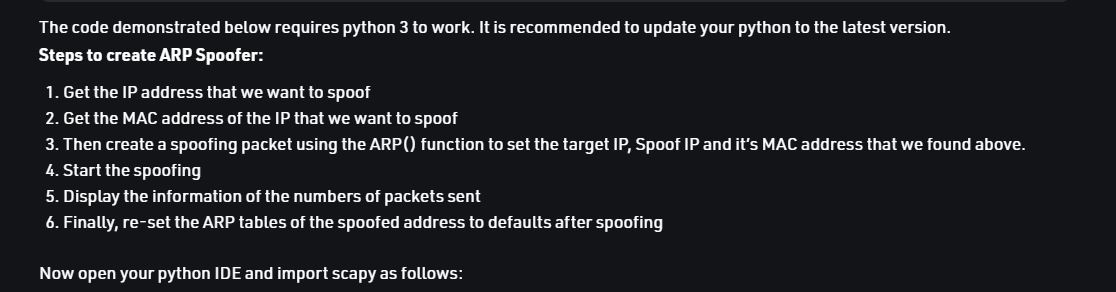 The code demonstrated below requires python 3 to work. It is recommended to update your python to the latest version.
Steps to create ARP Spoofer:
1. Get the IP address that we want to spoof
2. Get the MAC address of the IP that we want to spoof
3. Then create a spoofing packet using the ARP() function to set the target IP, Spoof IP and it's MAC address that we found above.
4. Start the spoofing
5. Display the information of the numbers of packets sent
6. Finally, re-set the ARP tables of the spoofed address to defaults after spoofing
Now open your python IDE and import scapy as follows: